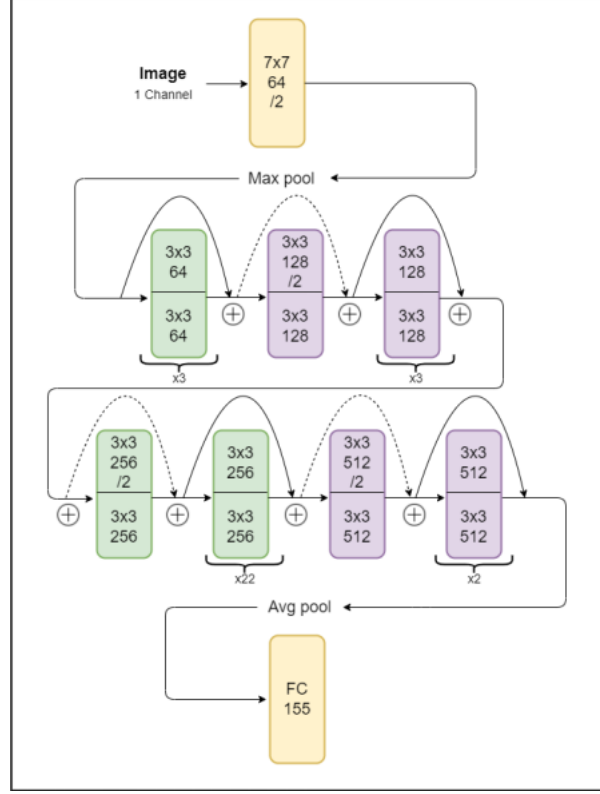 Image
1 Channel
7x7
64
/2
Max pool
3x3
64
3x3
64
x3
3x3
128
/2
3x3
128
3x3
128
3x3
128
x3
3x3
256
/2
3x3
256
3x3
256
3x3
256
x22
3x3
512
/2
3x3
512
3x3
512
3x3
512
x2
Avg pool
FC
155